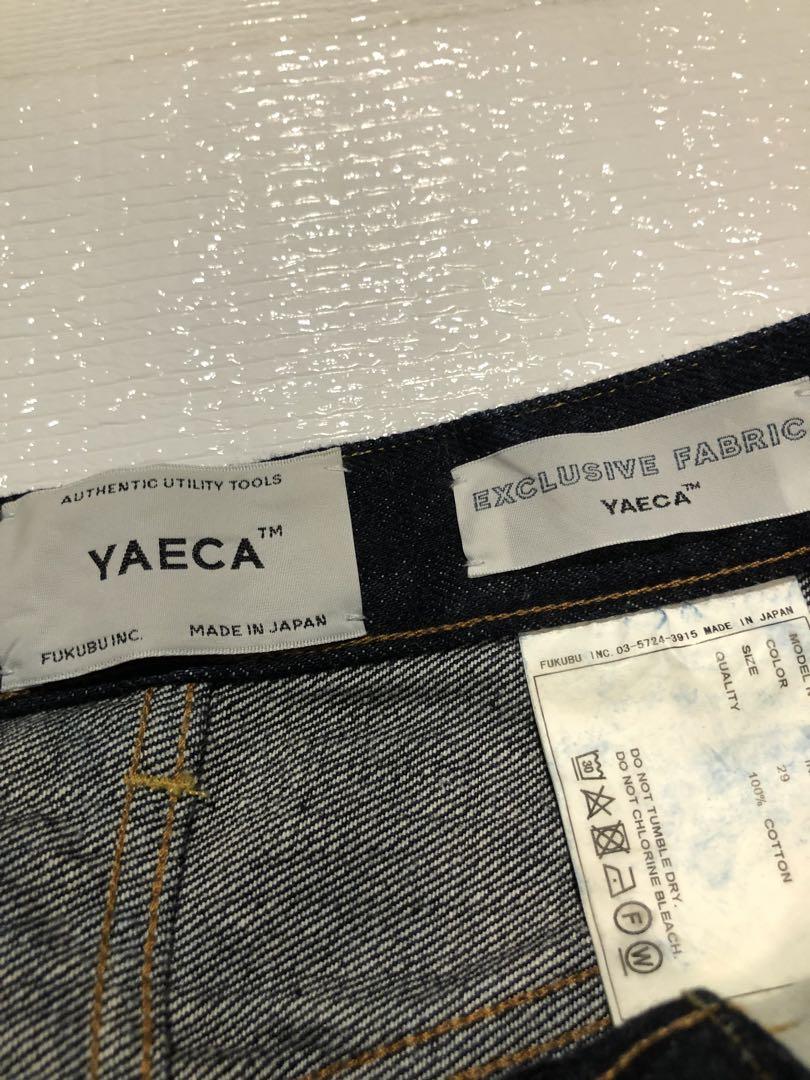 AUTHENTIC UTILITY TOOLS
YAECA™
FUKUBU INC. MADE IN JAPAN
EXCLUSIVE FABRIC
YAECA™
FUKUBU INC. 03-5724-3915 MADE IN JAPAN
MODEL
COLOR
SIZE 29
QUALITY 100% COTTON
DO NOT TUMBLE DRY.
DO NOT CHLORINE BLEACH.
30
F
W